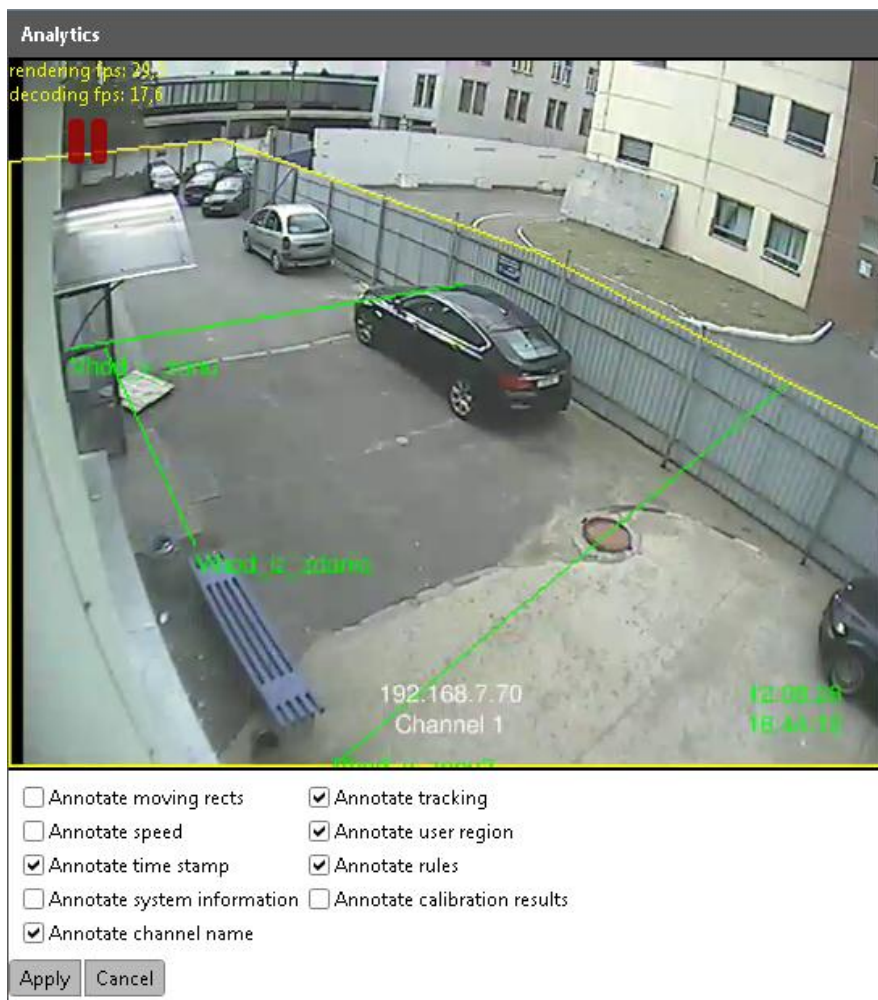 Analytics
rendering fps: 29,
decoding fps: 17,6
Vhod_iz_zdania
192.168.7.70
Channel 1
Annotate moving rects
Annotate tracking
Annotate speed
Annotate user region
Annotate time stamp
Annotate rules
Annotate system information
Annotate calibration results
Annotate channel name
Apply
Cancel